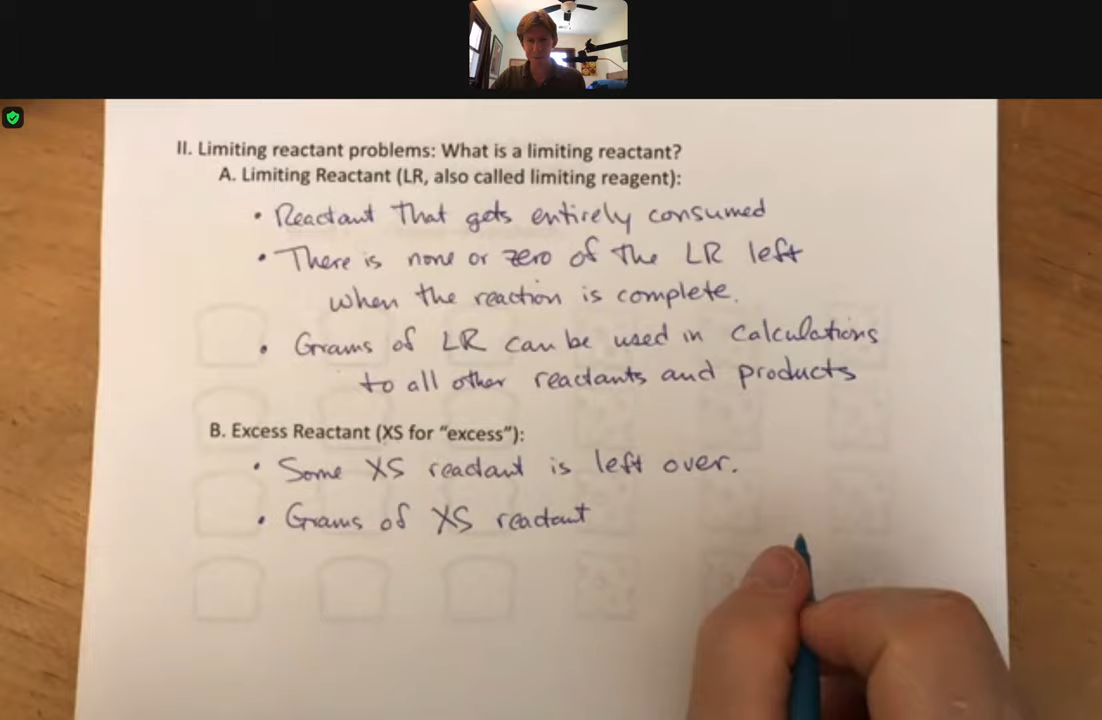 II. Limiting reactant problems: What is a limiting reactant?
A. Limiting Reactant (LR, also called limiting reagent):
• Reactant that gets entirely consumed
• There is none or zero of the LR left
when the reaction is complete.
• Grams of LR can be used in calculations
to all other reactants and products
B. Excess Reactant (XS for “excess”):
• Some XS reactant is left over.
• Grams of XS reactant